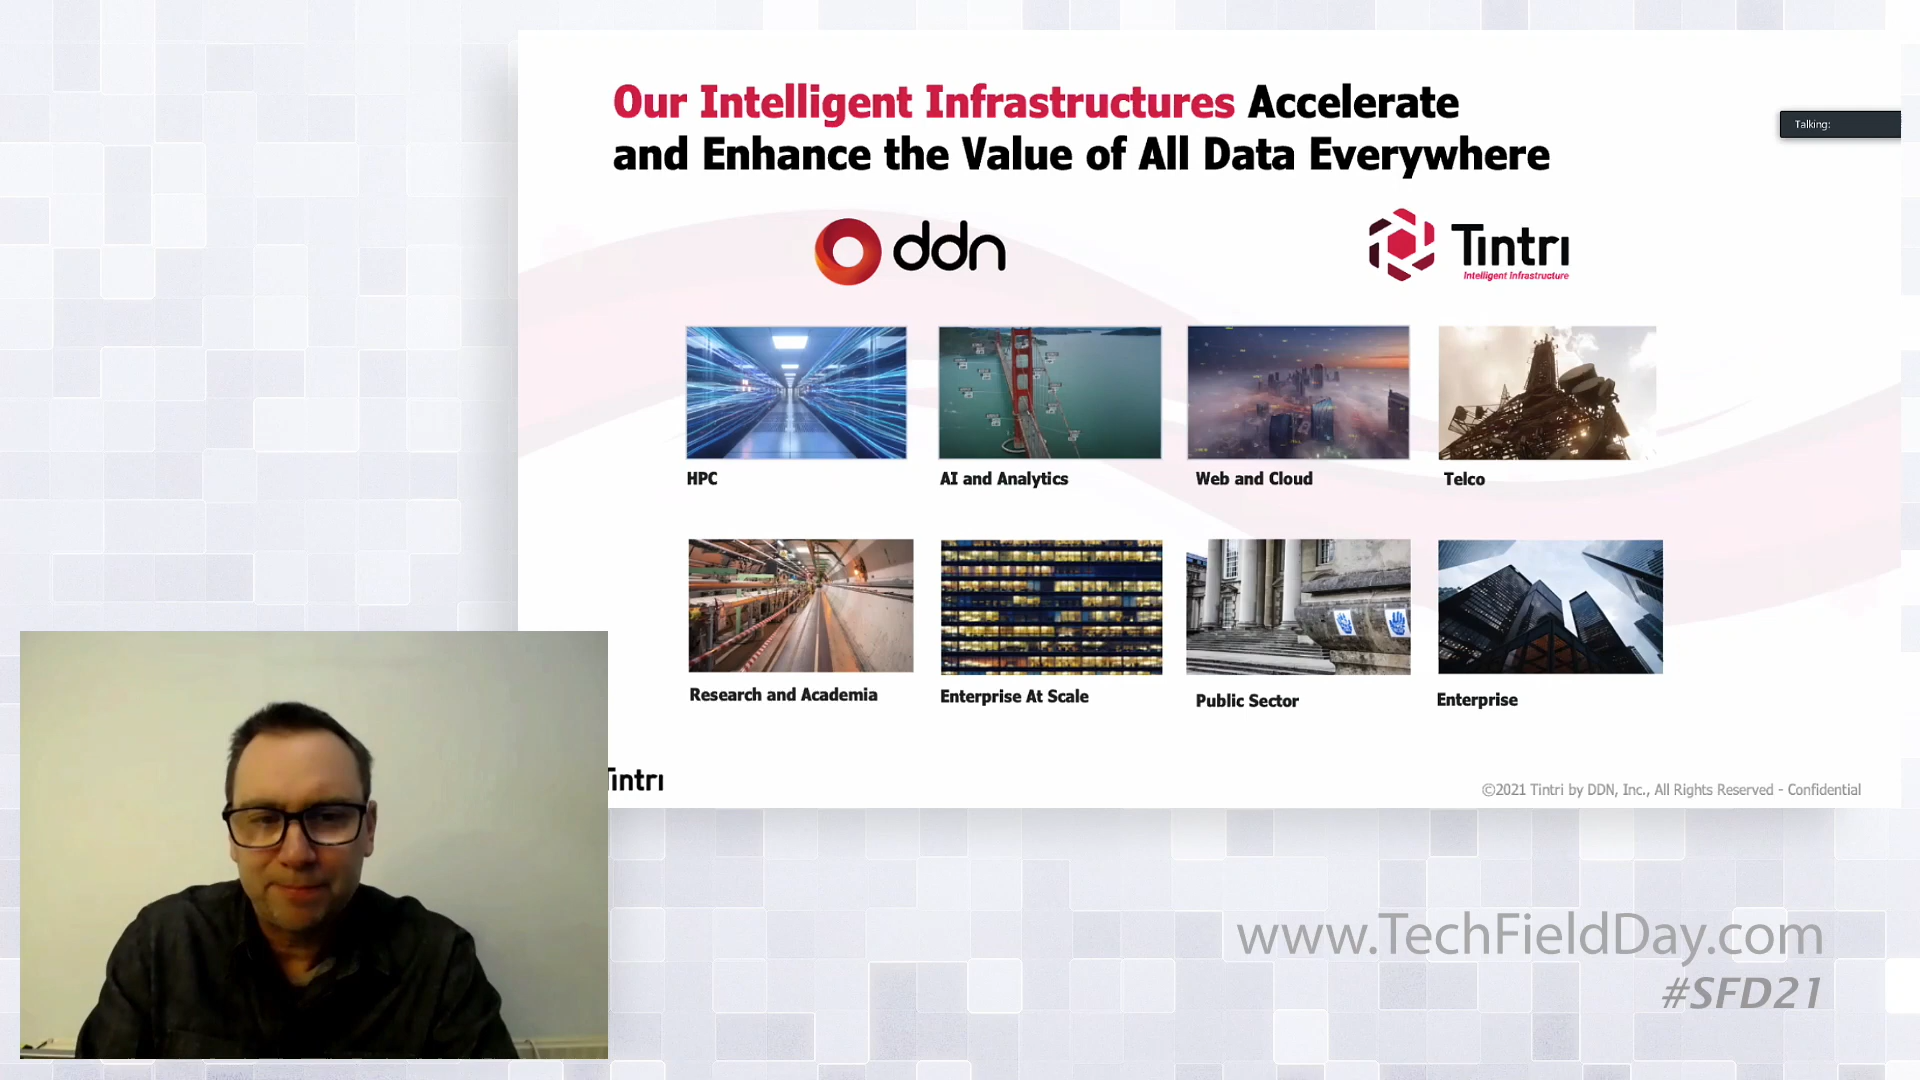 Our Intelligent Infrastructures Accelerate
and Enhance the Value of All Data Everywhere
Talking:
ddn
Tintri
Intelligent Infrastructure
HPC
AI and Analytics
Web and Cloud
Telco
Research and Academia
Enterprise At Scale
Public Sector
Enterprise
Tintri
©2021 Tintri by DDN, Inc., All Rights Reserved - Confidential
www.TechFieldDay.com
#SFD21